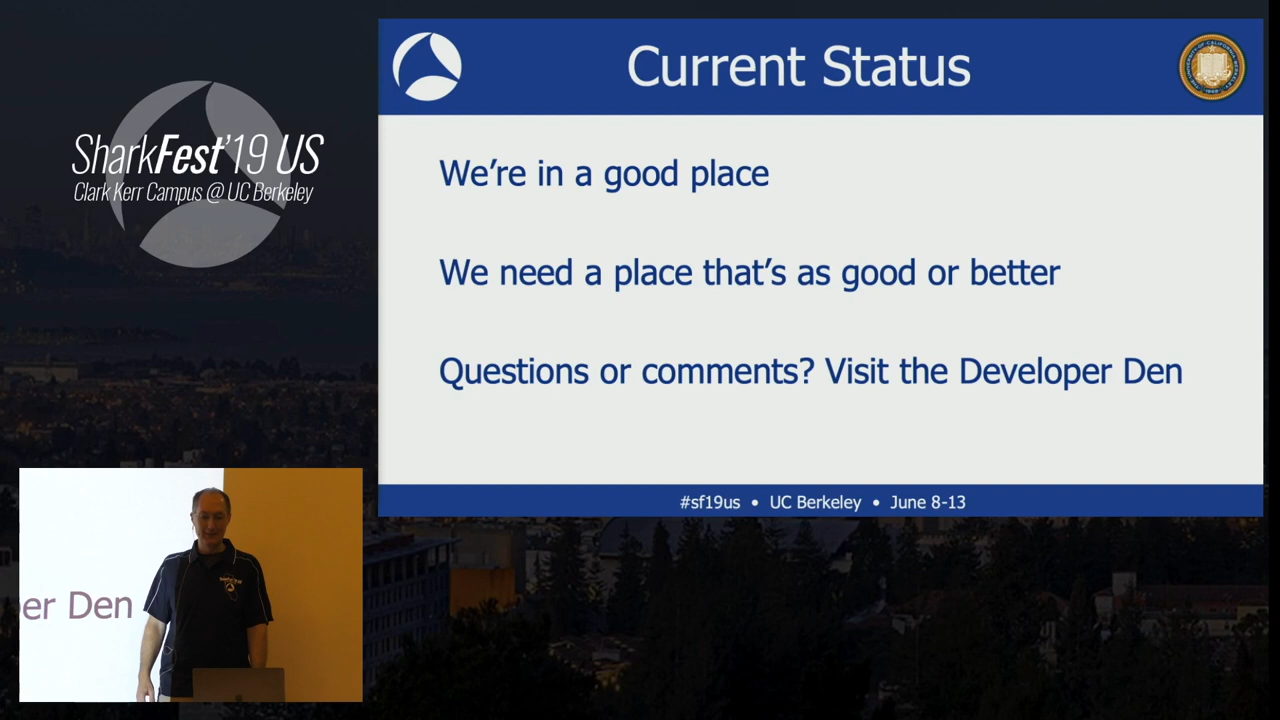 SharkFest'19 US
Clark Kerr Campus @ UC Berkeley
Current Status
We're in a good place
We need a place that's as good or better
Questions or comments? Visit the Developer Den
#sf19us • UC Berkeley • June 8-13
er Den